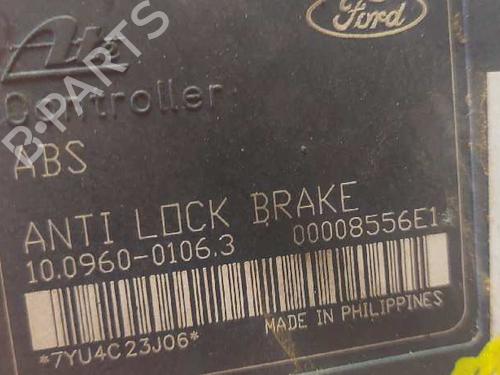 Ate
Ford
Controller
ABS
ANTI LOCK BRAKE
10.0960-0106.3 00008556E1
*7YU4C23J06*
MADE IN PHILIPPINES
B-PARTS